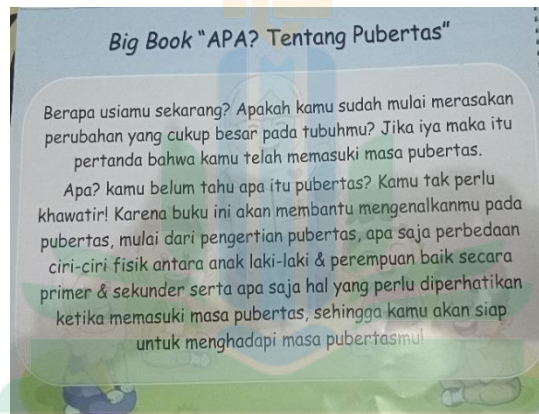 Big Book "APA? Tentang Pubertas"
Berapa usiamu sekarang? Apakah kamu sudah mulai merasakan
perubahan yang cukup besar pada tubuhmu? Jika iya maka itu
pertanda bahwa kamu telah memasuki masa pubertas.
Apa? kamu belum tahu apa itu pubertas? Kamu tak perlu
khawatir! Karena buku ini akan membantu mengenalkanmu pada
pubertas, mulai dari pengertian pubertas, apa saja perbedaan
ciri-ciri fisik antara anak laki-laki & perempuan baik secara
primer & sekunder serta apa saja hal yang perlu diperhatikan
ketika memasuki masa pubertas, sehingga kamu akan siap
untuk menghadapi masa pubertasmu!